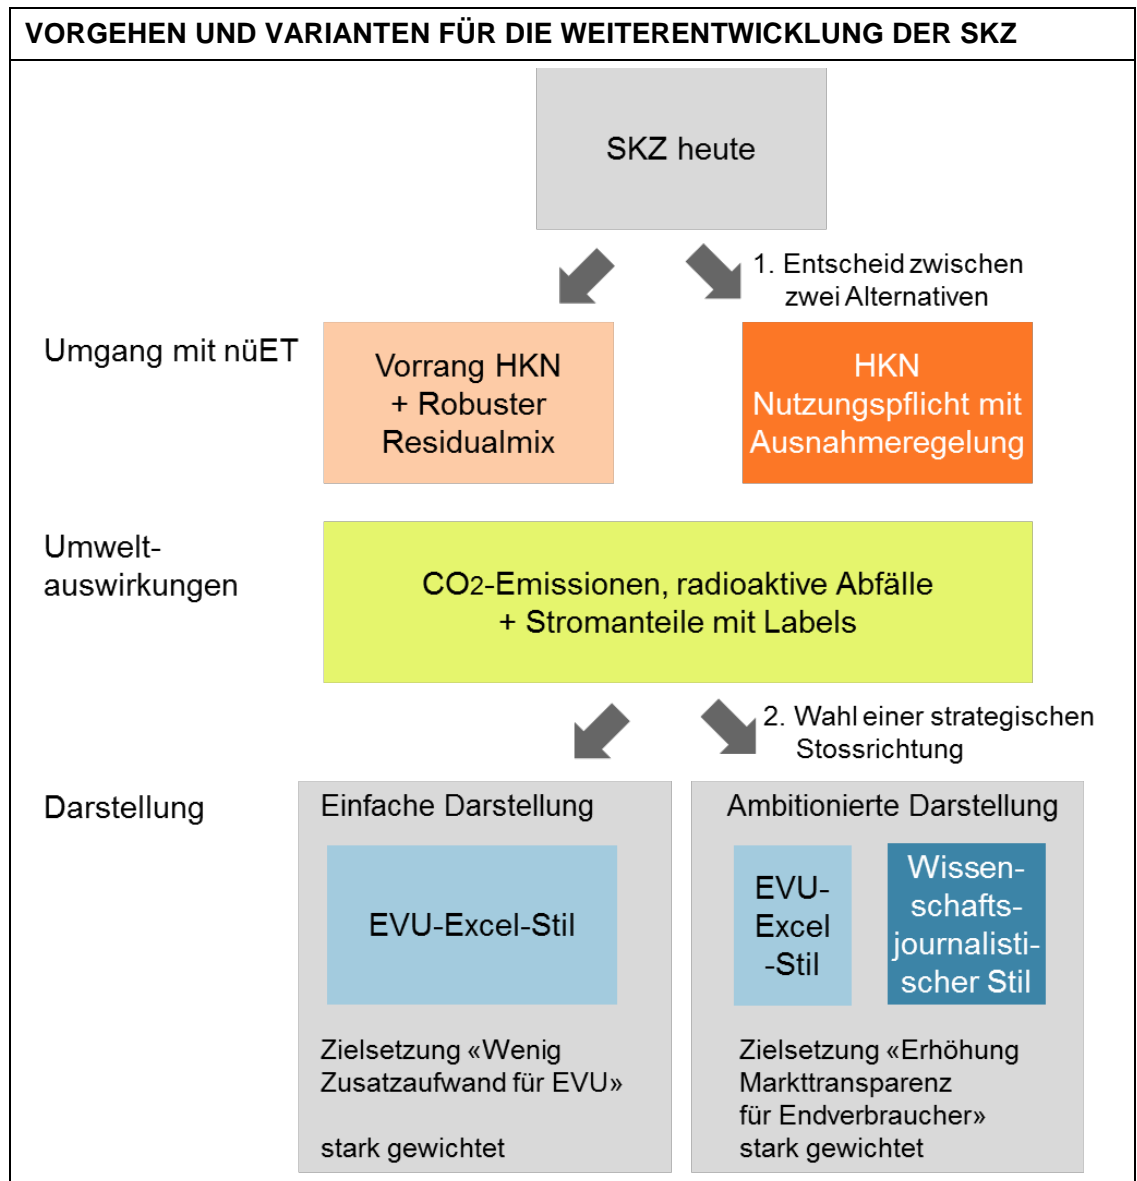 VORGEHEN UND VARIANTEN FÜR DIE WEITERENTWICKLUNG DER SKZ
SKZ heute
1. Entscheid zwischen
zwei Alternativen
Umgang mit nüET
Vorrang HKN
+ Robuster
Residualmix
HKN
Nutzungspflicht mit
Ausnahmeregelung
Umwelt-
auswirkungen
CO2-Emissionen, radioaktive Abfälle
+ Stromanteile mit Labels
2. Wahl einer strategischen
Stossrichtung
Darstellung
Einfache Darstellung
EVU-Excel-Stil
Zielsetzung «Wenig
Zusatzaufwand für EVU»
stark gewichtet
Ambitionierte Darstellung
EVU-
Excel
-Stil
Wissen-
schafts-
journalisti-
scher Stil
Zielsetzung «Erhöhung
Markttransparenz
für Endverbraucher»
stark gewichtet